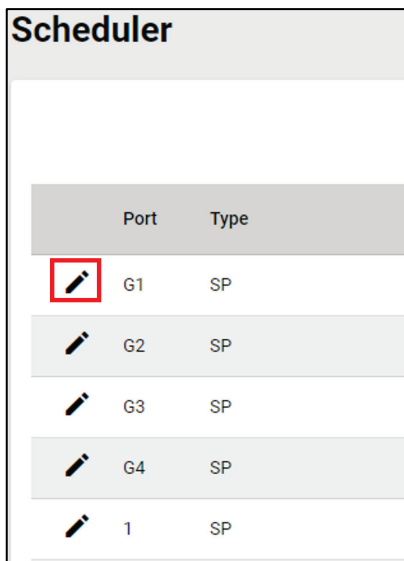 Scheduler
Port Type
G1 SP
G2 SP
G3 SP
G4 SP
1 SP